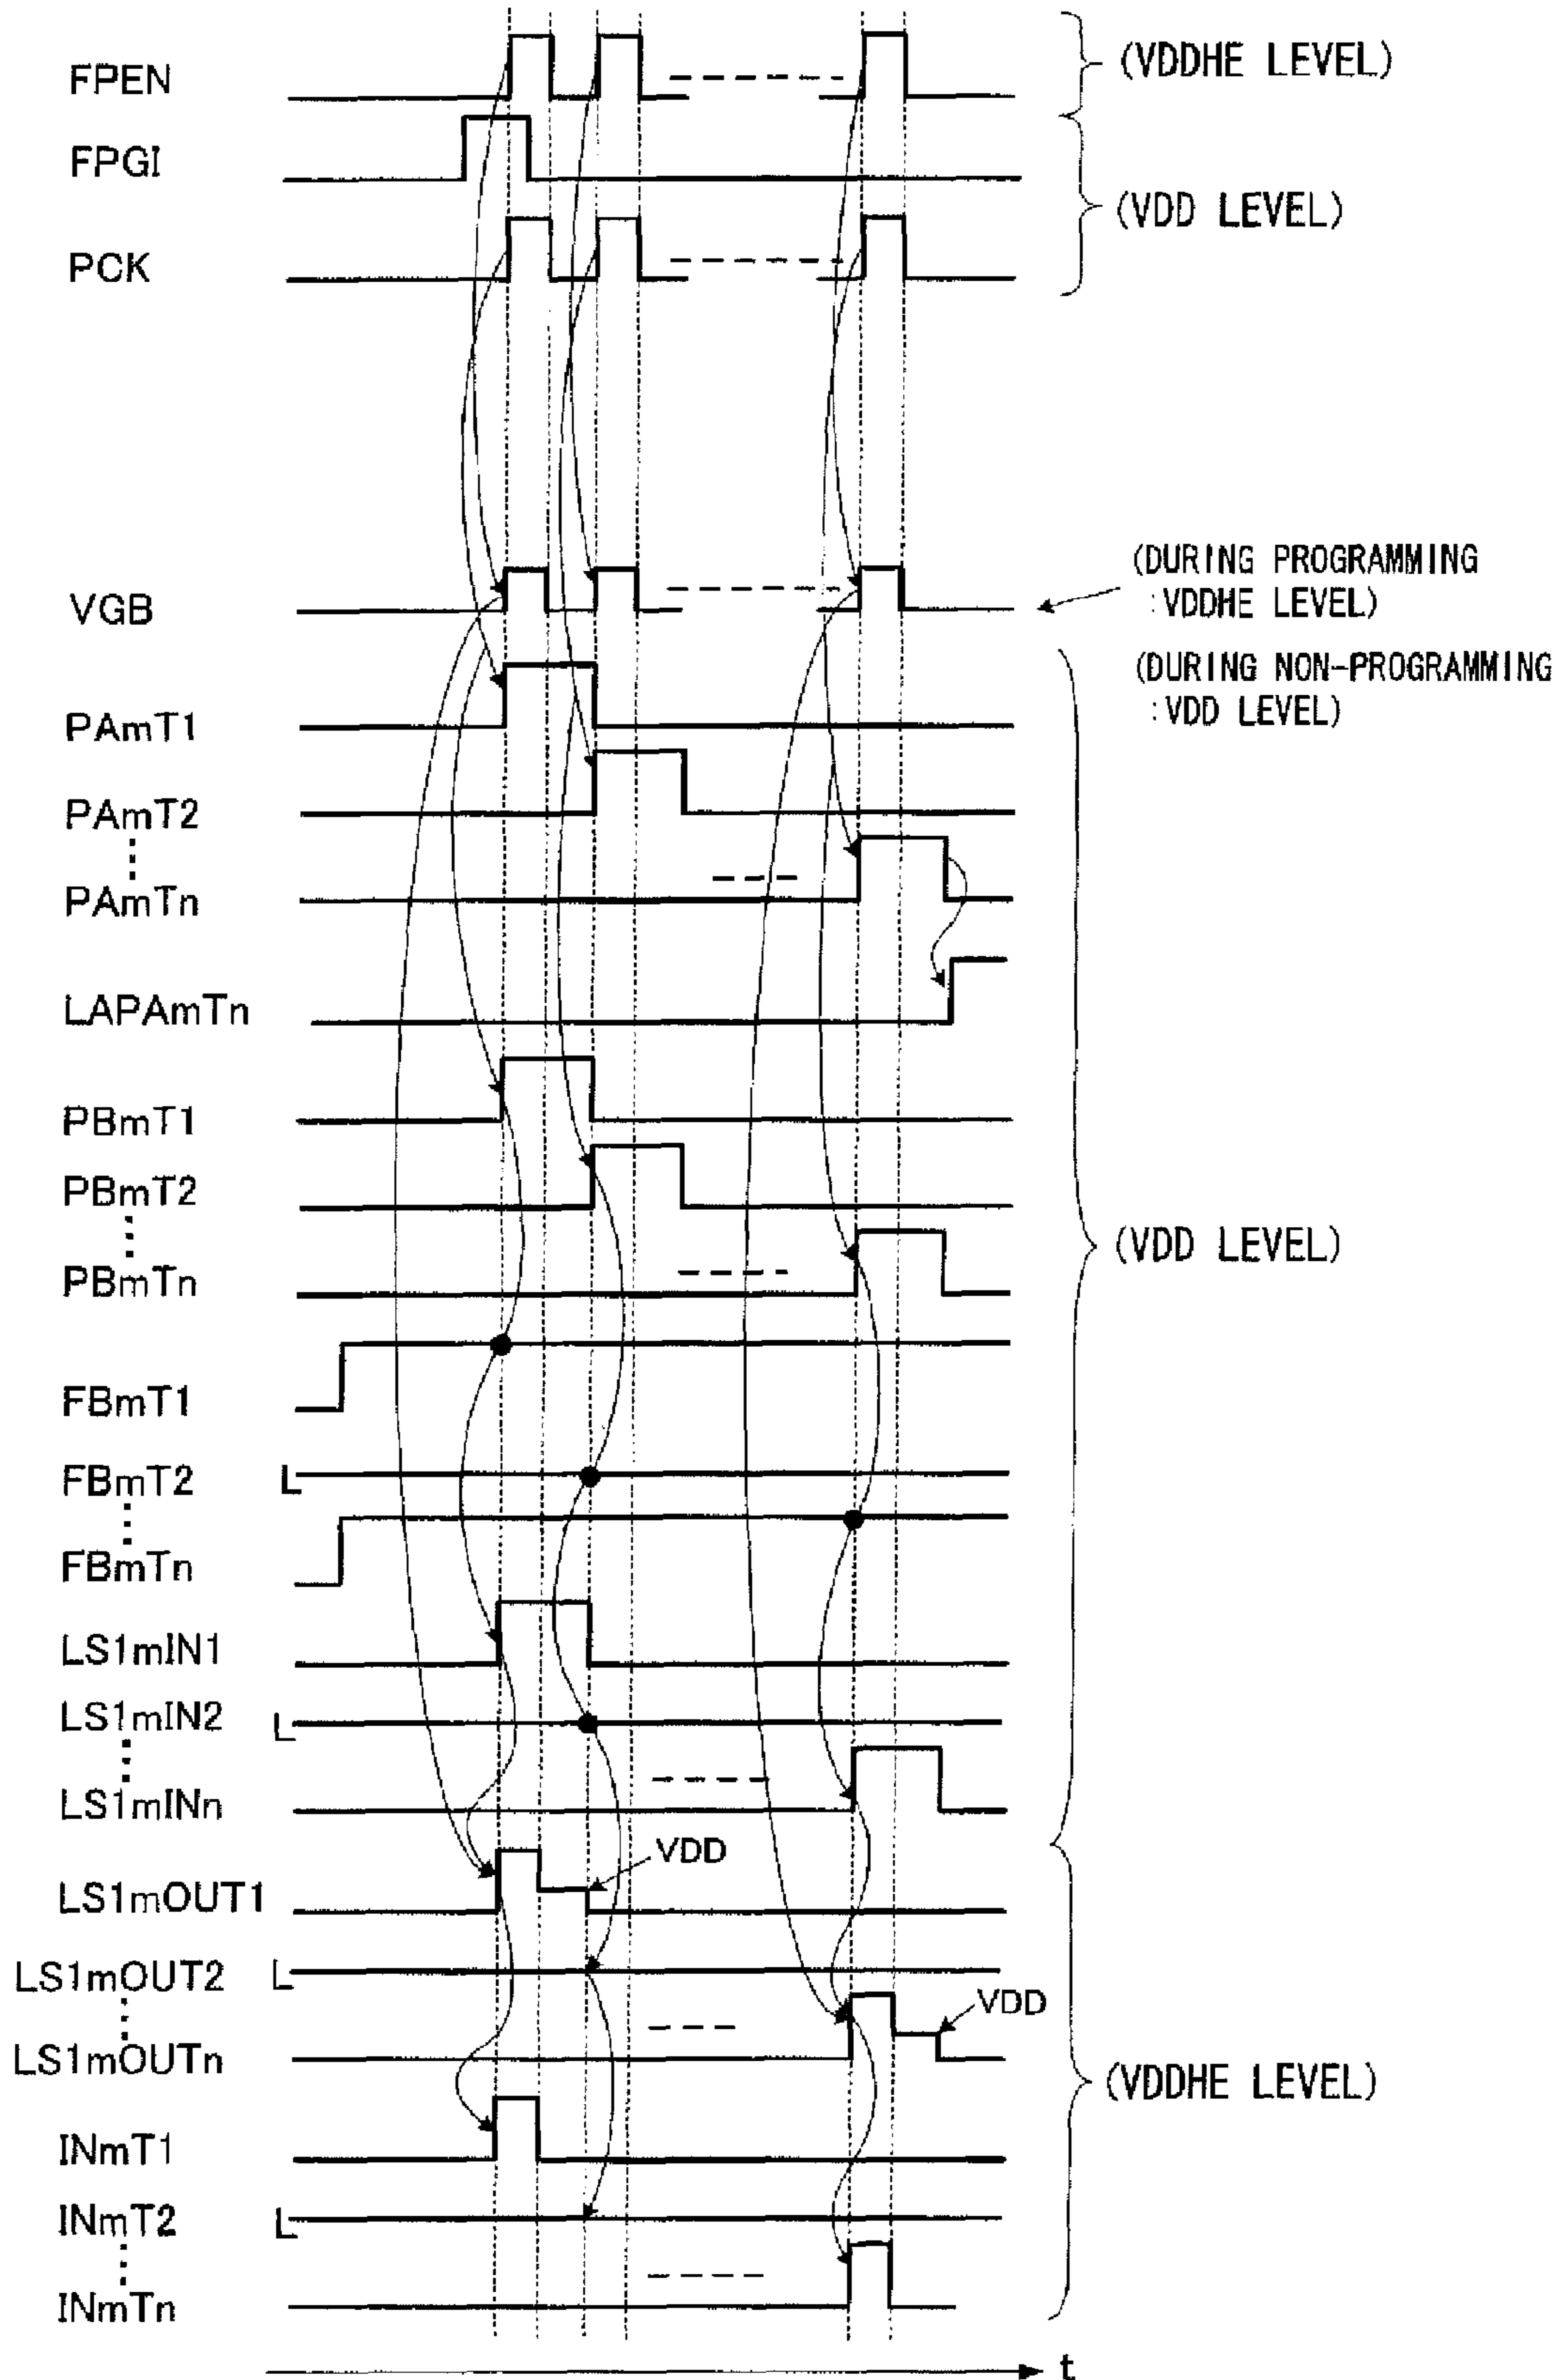 FPEN
(VDDHE LEVEL)
FPGI
(VDD LEVEL)
PCK
(DURING PROGRAMMING
:VDDHE LEVEL)
VGB
(DURING NON-PROGRAMMING
:VDD LEVEL)
PAmT1
PAmT2
PAmTn
LAPAmTn
PBmT1
PBmT2
(VDD LEVEL)
PBmTn
FBmT1
FBmT2 L
FBmTn
LS1mIN1
LS1mIN2 L
LS1mINn
VDD
LS1mOUT1
LS1mOUT2 L
VDD
LS1mOUTn
(VDDHE LEVEL)
INmT1
INmT2 L
INmTn
t